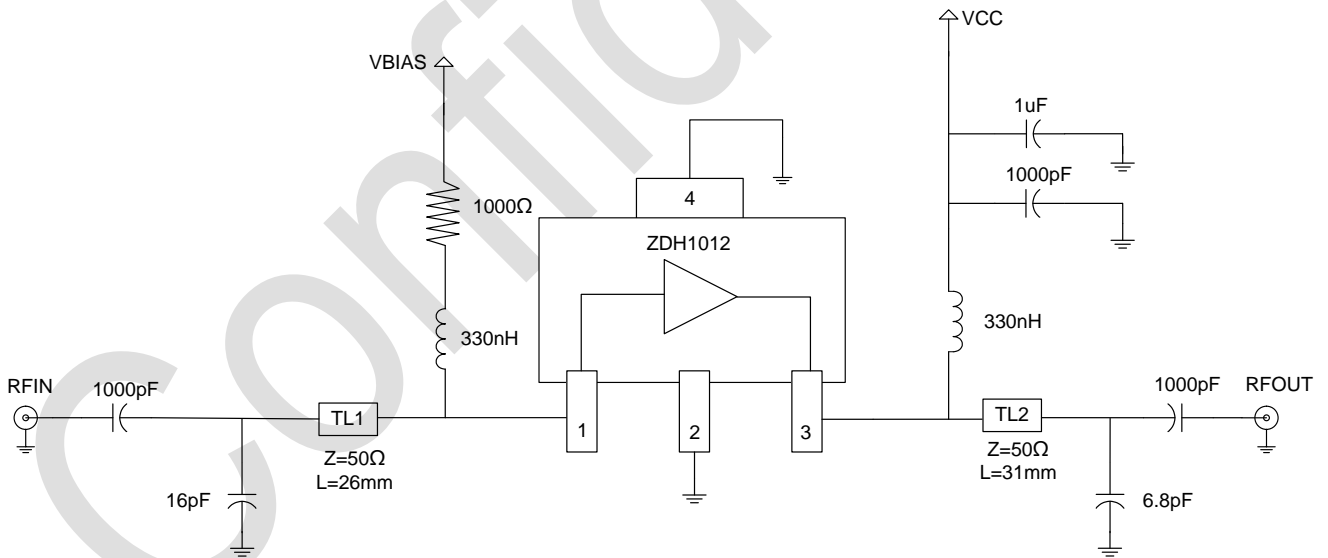 VCC
VBIAS
1uF
1000pF
4
1000Ω
ZDH1012
330nH
330nH
RFIN
1000pF
1000pF
RFOUT
TL1
1
2
3
TL2
Z=50Ω
L=26mm
Z=50Ω
L=31mm
16pF
6.8pF
Confid